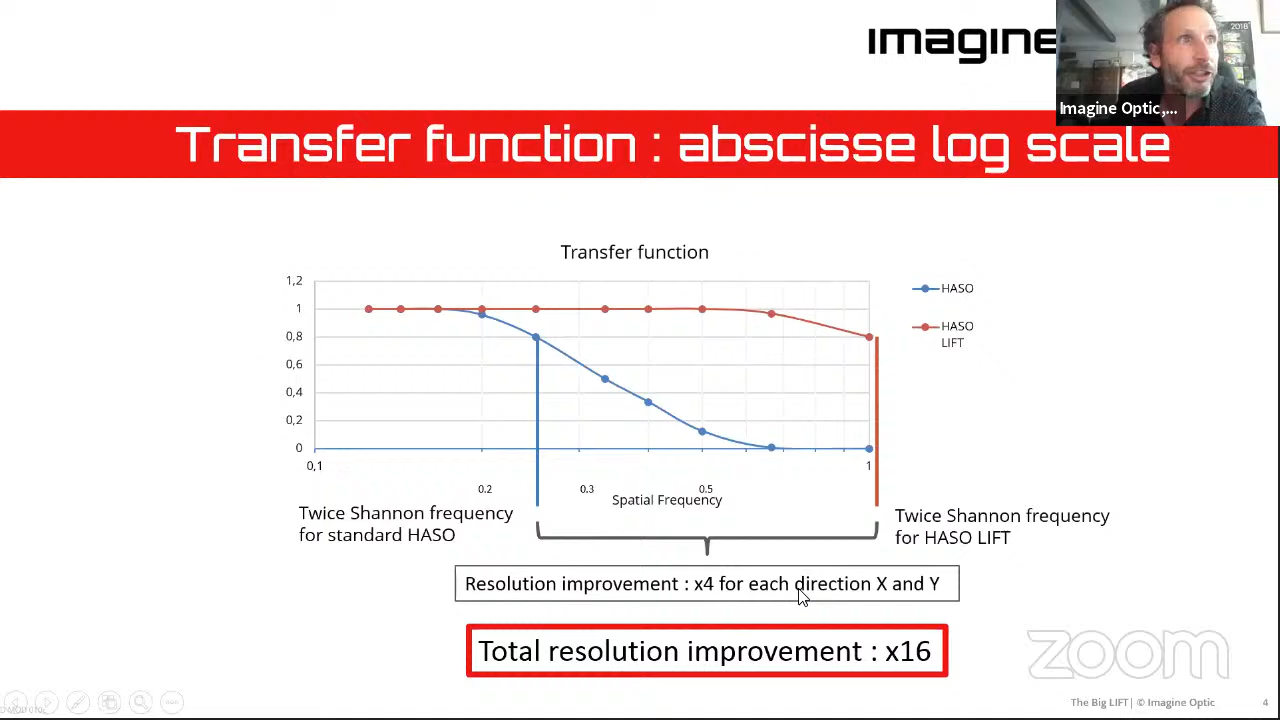 imagine
2018
Imagine Optic,...
Transfer function : abscisse log scale
Transfer function
1,2
1
0,8
0,6
0,4
0,2
0
0,1
1
0.2
0.3
0.5
Spatial Frequency
HASO
HASO
LIFT
Twice Shannon frequency
for standard HASO
Twice Shannon frequency
for HASO LIFT
Resolution improvement : x4 for each direction X and Y
Total resolution improvement : x16
zoom
The Big LIFT| © Imagine Optic
4